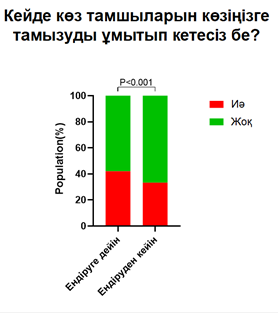 Кейде көз тамшыларын көзіңізге
тамызуды ұмытып кетесіз бе?
P<0.001
Иә
Жоқ
Population(%)
100
80
60
40
20
0
Ендіруге дейін
Ендіруден кейін